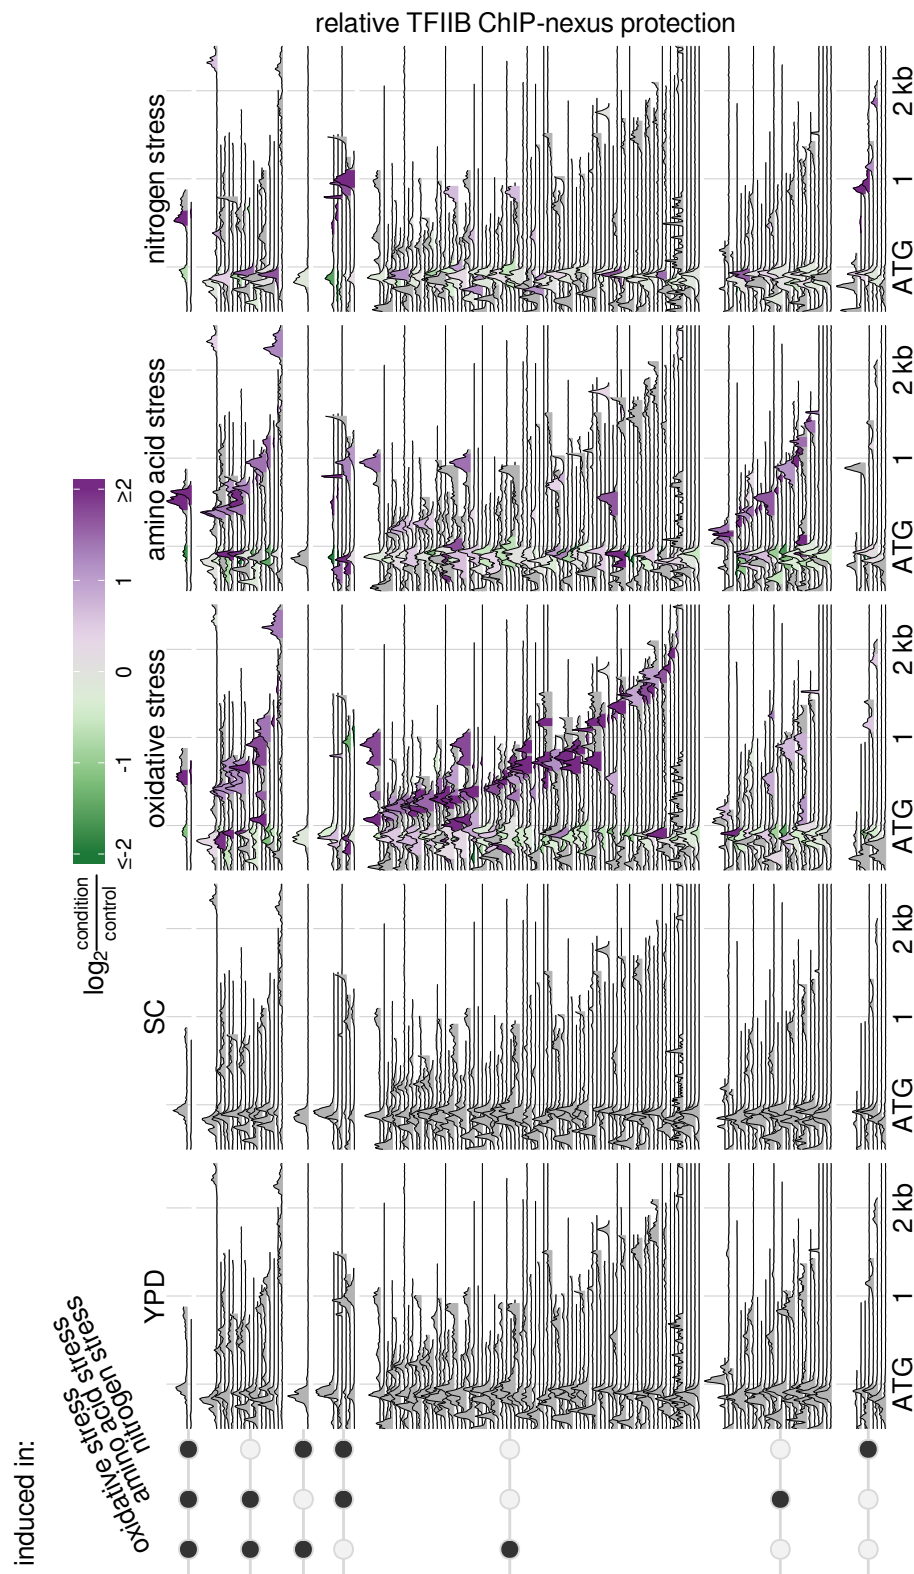 relative TFIIB ChIP-nexus protection
log2 condition
control
≤-2 -1 0 1 ≥2
induced in:
oxidative stress
amino acid stress
nitrogen stress
YPD
SC
oxidative stress
amino acid stress
nitrogen stress
ATG 1 2 kb
ATG 1 2 kb
ATG 1 2 kb
ATG 1 2 kb
ATG 1 2 kb